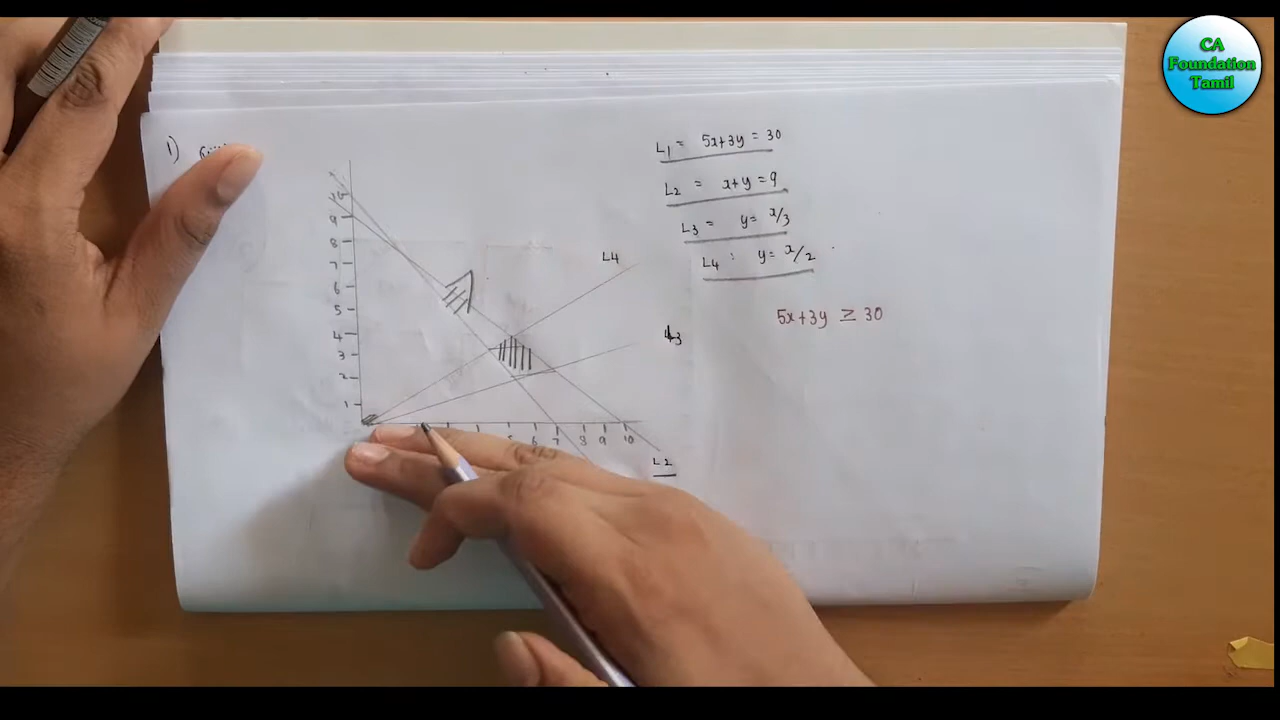 CA
Foundation
Tamil
1)
L1 = 5x+3y = 30
L2 = x+y = 9
L3 = y= x/3
L4 : y= x/2
5x+3y ≥ 30
L4
L3
9
8
7
6
5
4
3
2
1
5 6 7 8 9 10
L2